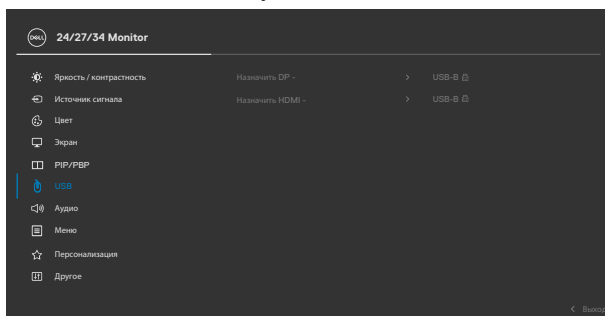 DELL 24/27/34 Monitor
Яркость / контрастность Назначить DP - > USB-B
Источник сигнала Назначить HDMI - > USB-B
Цвет
Экран
PIP/PBP
USB
Аудио
Меню
Персонализация
Другое
< Выход